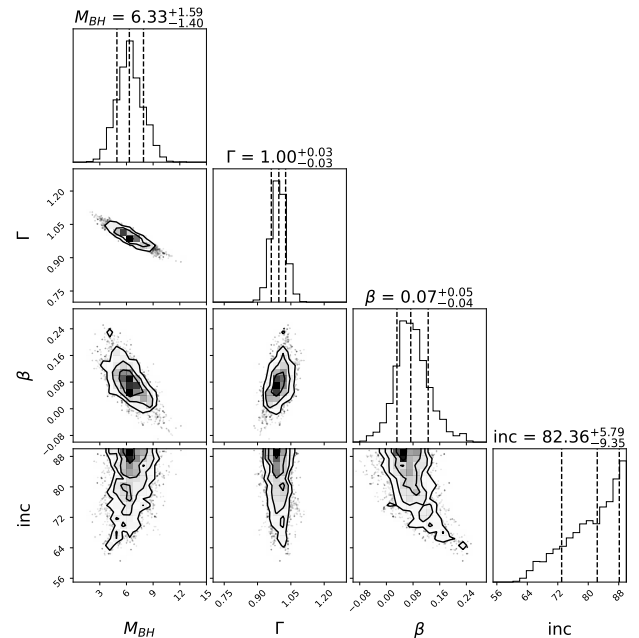 M_BH = 6.33^{+1.59}_{-1.40}
Γ = 1.00^{+0.03}_{-0.03}
1.20
1.05
0.90
0.75
Γ
β = 0.07^{+0.05}_{-0.04}
0.24
0.16
0.08
0.00
−0.08
β
inc = 82.36^{+5.79}_{-9.35}
88
80
72
64
56
inc
3 6 9 12 15
0.75 0.90 1.05 1.20
−0.08 0.00 0.08 0.16 0.24
56 64 72 80 88
M_BH Γ β inc